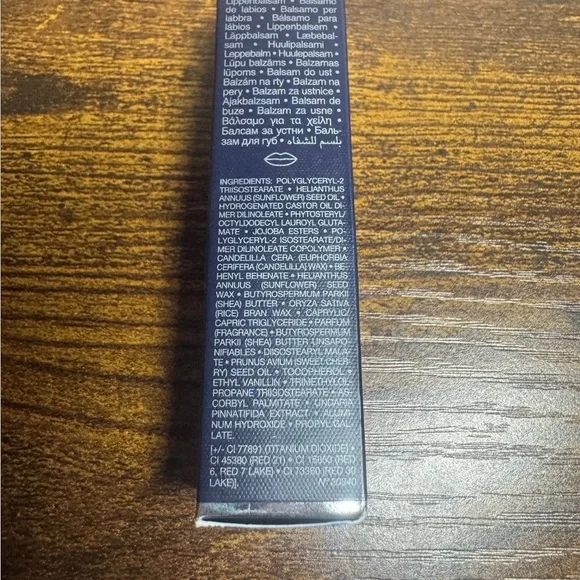 Lippenbalsam • Bálsamo
de labios • Balsamo per
labbra • Bálsamo para
lábios • Lippenbalsem •
Läppbalsam • Læbebal-
sam • Huulipalsami •
Leppebalm • Huulepalsam •
Lūpu balzāms • Balzamas
lūpoms • Balsam do ust •
Balzám na rty • Balzam na
pery • Balzam za ustnice •
Ajakbalzsam • Balsam de
buze • Balzam za usne •
Βάλσαμο για τα χείλη •
Балсам за устни • Баль-
зам для губ • بلسم للشفاه
INGREDIENTS: POLYGLYCERYL-2
TRIISOSTEARATE • HELIANTHUS
ANNUUS (SUNFLOWER) SEED OIL •
HYDROGENATED CASTOR OIL DI-
MER DILINOLEATE • PHYTOSTERYL/
OCTYLDODECYL LAUROYL GLUTA-
MATE • JOJOBA ESTERS • PO-
LYGLYCERYL-2 ISOSTEARATE/DI-
MER DILINOLEATE COPOLYMER •
CANDELILLA CERA (EUPHORBIA
CERIFERA (CANDELILLA) WAX) • BE-
HENYL BEHENATE • HELIANTHUS
ANNUUS (SUNFLOWER) SEED
WAX • BUTYROSPERMUM PARKII
(SHEA) BUTTER • ORYZA SATIVA
(RICE) BRAN WAX • CAPRYLIC/
CAPRIC TRIGLYCERIDE • PARFUM
(FRAGRANCE) • BUTYROSPERMUM
PARKII (SHEA) BUTTER UNSAPO-
NIFIABLES • DIISOSTEARYL MALA-
TE • PRUNUS AVIUM (SWEET CHER-
RY) SEED OIL • TOCOPHEROL •
ETHYL VANILLIN • TRIMETHYLOL-
PROPANE TRIISOSTEARATE • AS-
CORBYL PALMITATE • UNDARIA
PINNATIFIDA EXTRACT • ALUMI-
NUM HYDROXIDE • PROPYL GAL-
LATE.
[+/- CI 77891 (TITANIUM DIOXIDE) •
CI 45380 (RED 21) • CI 15850 (RED
6, RED 7 LAKE) • CI 73360 (RED 30
LAKE)]. N° 20940